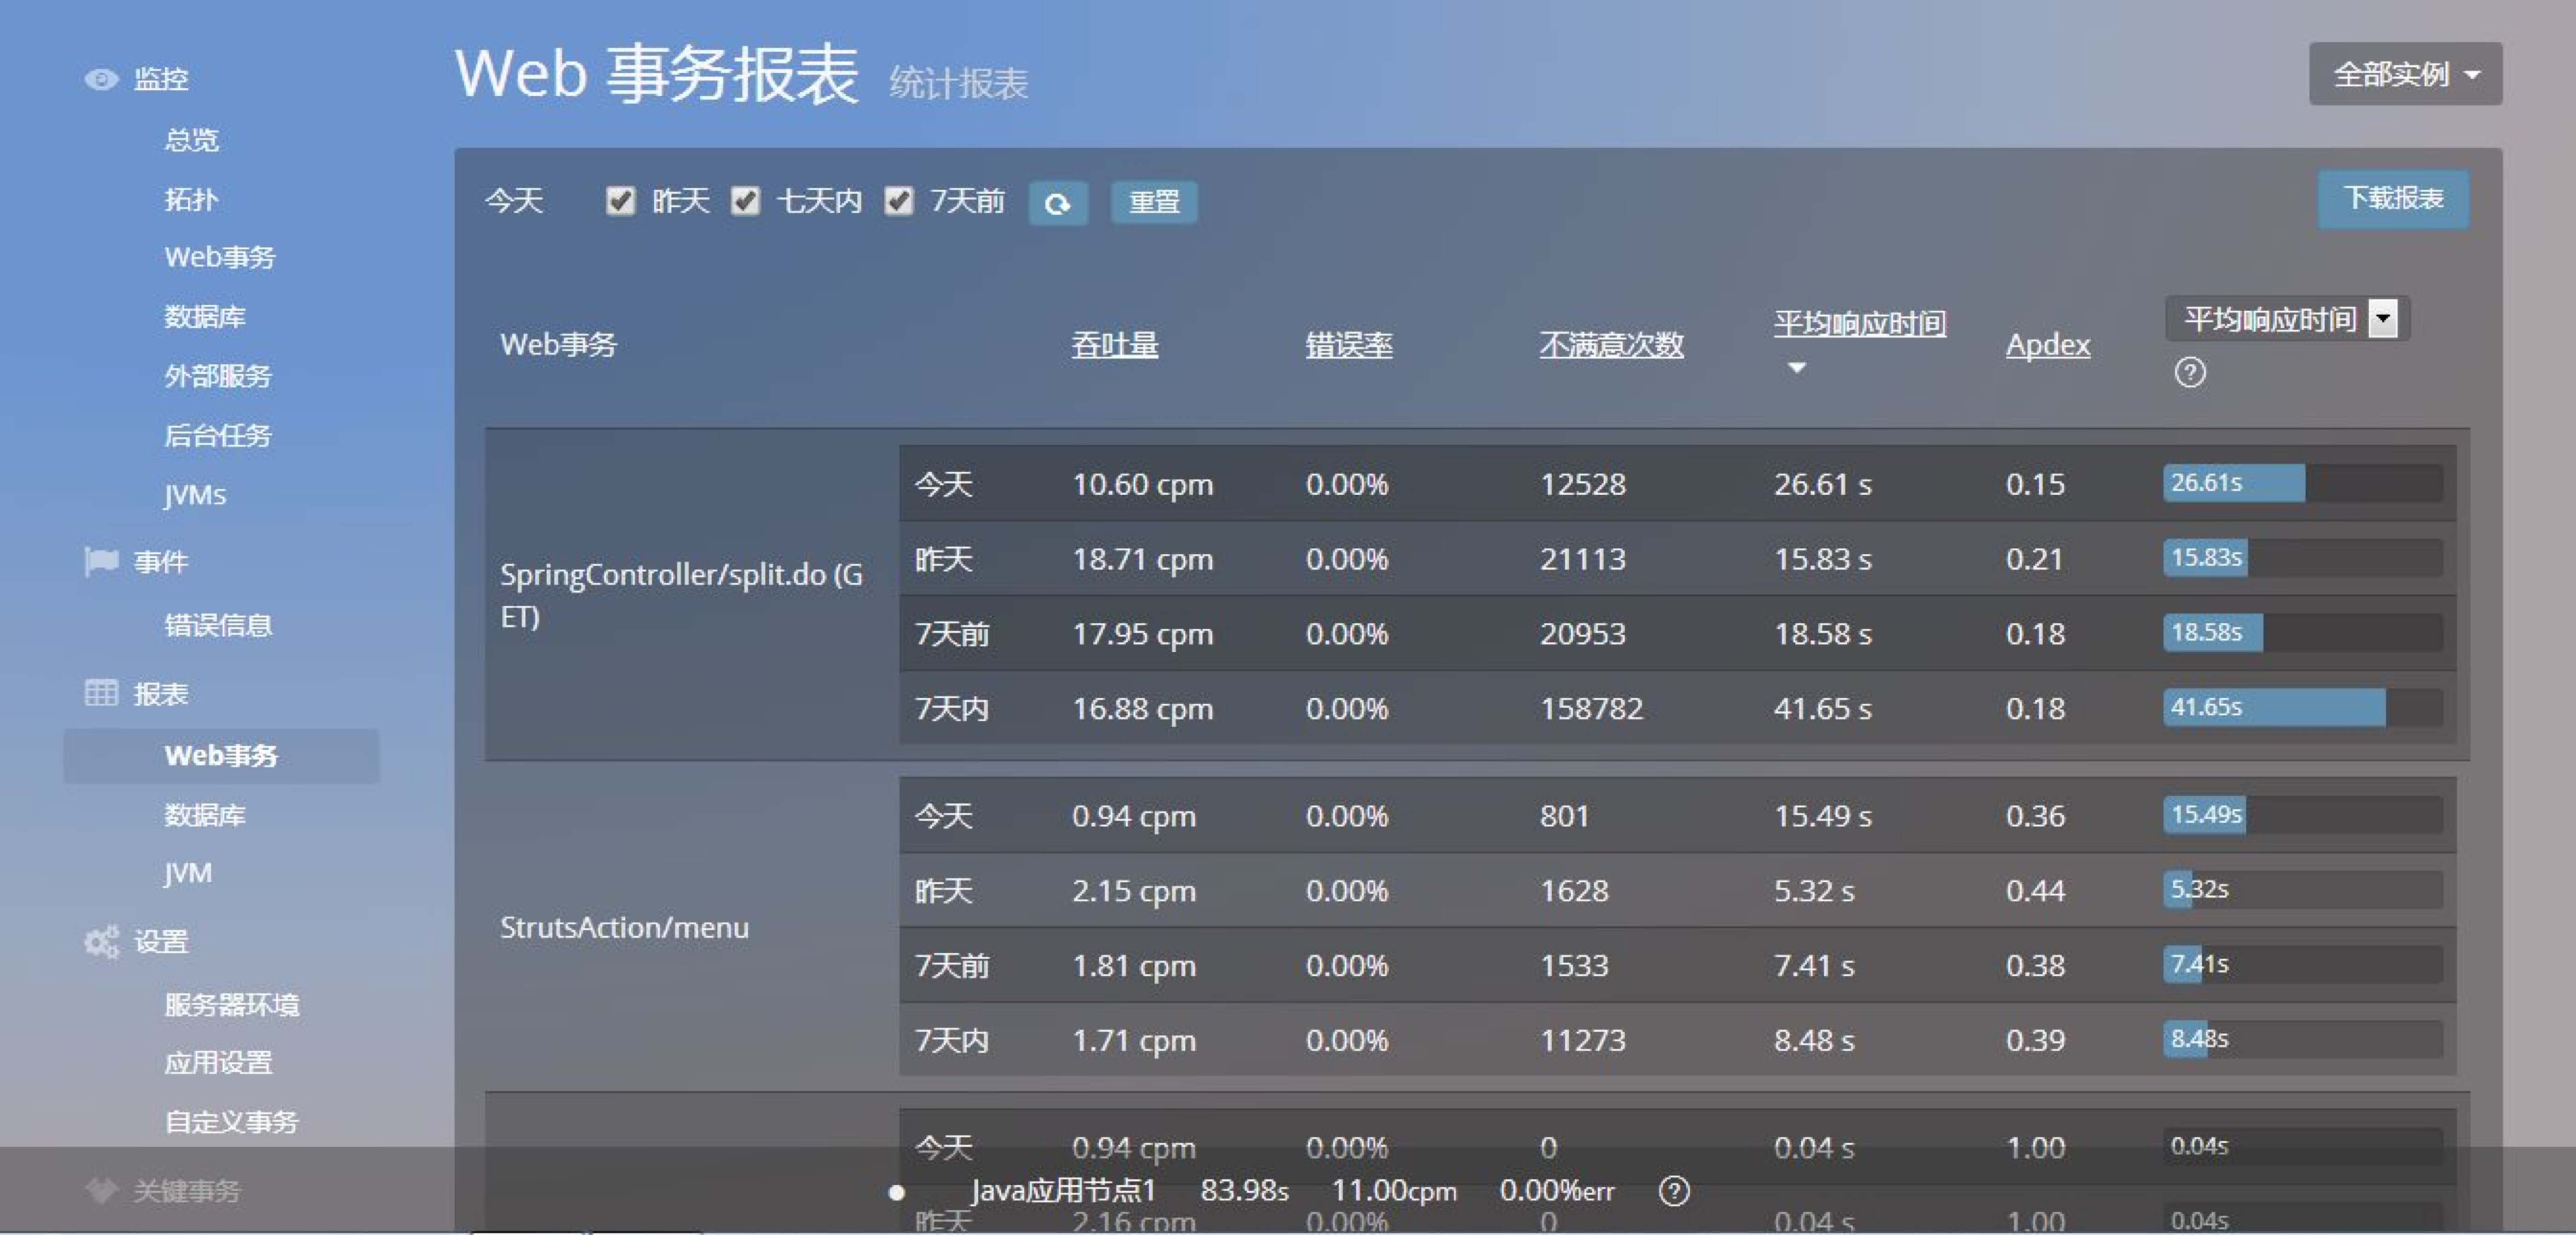 监控
总览
拓扑
Web事务
数据库
外部服务
后台任务
JVMs
事件
错误信息
报表
Web事务
数据库
JVM
设置
服务器环境
应用设置
自定义事务
关键事务
Web 事务报表 统计报表
全部实例
今天 昨天 七天内 7天前 重置
下载报表
Web事务 吞吐量 错误率 不满意次数 平均响应时间 Apdex 平均响应时间
SpringController/split.do (G
ET)
今天 10.60 cpm 0.00% 12528 26.61 s 0.15 26.61s
昨天 18.71 cpm 0.00% 21113 15.83 s 0.21 15.83s
7天前 17.95 cpm 0.00% 20953 18.58 s 0.18 18.58s
7天内 16.88 cpm 0.00% 158782 41.65 s 0.18 41.65s
StrutsAction/menu
今天 0.94 cpm 0.00% 801 15.49 s 0.36 15.49s
昨天 2.15 cpm 0.00% 1628 5.32 s 0.44 5.32s
7天前 1.81 cpm 0.00% 1533 7.41 s 0.38 7.41s
7天内 1.71 cpm 0.00% 11273 8.48 s 0.39 8.48s
今天 0.94 cpm 0.00% 0 0.04 s 1.00 0.04s
Java应用节点1 83.98s 11.00cpm 0.00%err
昨天 2.16 cpm 0.00% 0 0.04 s 1.00 0.04s